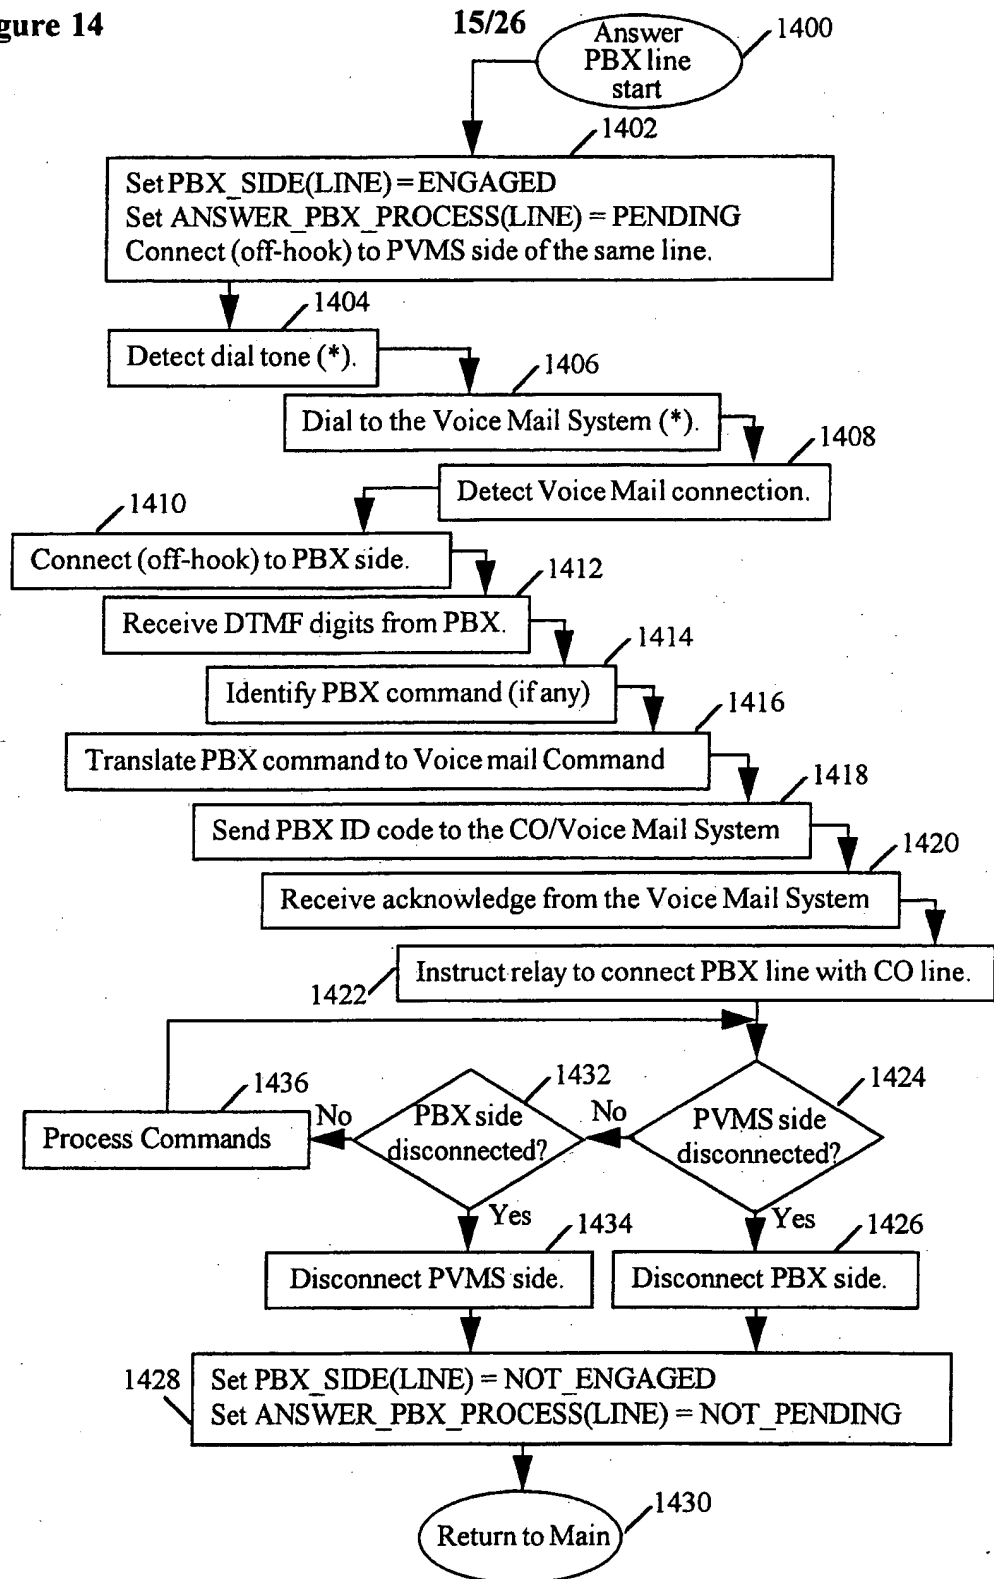 gure 14
15/26
Answer
PBX line
start
1400
1402
Set PBX_SIDE(LINE) = ENGAGED
Set ANSWER_PBX_PROCESS(LINE) = PENDING
Connect (off-hook) to PVMS side of the same line.
1404
Detect dial tone (*).
1406
Dial to the Voice Mail System (*).
1408
Detect Voice Mail connection.
1410
Connect (off-hook) to PBX side.
1412
Receive DTMF digits from PBX.
1414
Identify PBX command (if any)
1416
Translate PBX command to Voice mail Command
1418
Send PBX ID code to the CO/Voice Mail System
1420
Receive acknowledge from the Voice Mail System
Instruct relay to connect PBX line with CO line.
1422
1424
PVMS side
disconnected?
No
1432
PBX side
disconnected?
No
1436
Process Commands
Yes
1434
Disconnect PVMS side.
Yes
1426
Disconnect PBX side.
1428
Set PBX_SIDE(LINE) = NOT_ENGAGED
Set ANSWER_PBX_PROCESS(LINE) = NOT_PENDING
1430
Return to Main